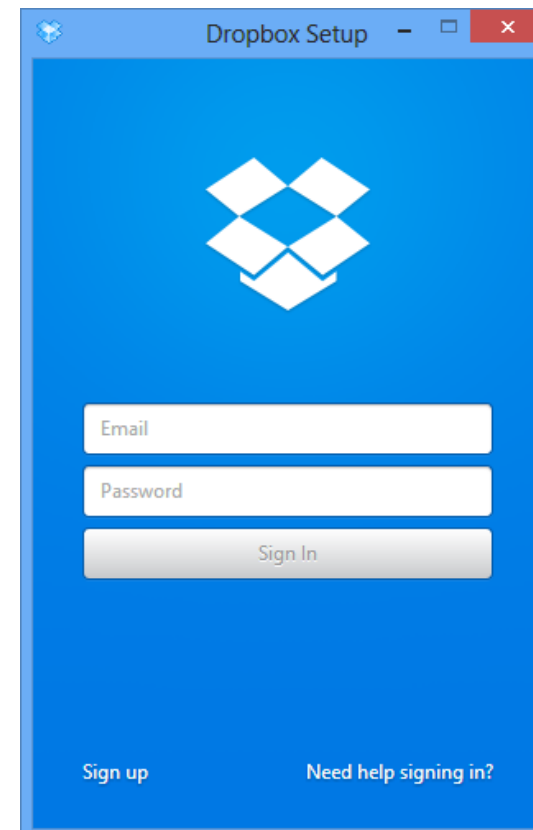 Dropbox Setup
Email
Password
Sign In
Sign up Need help signing in?